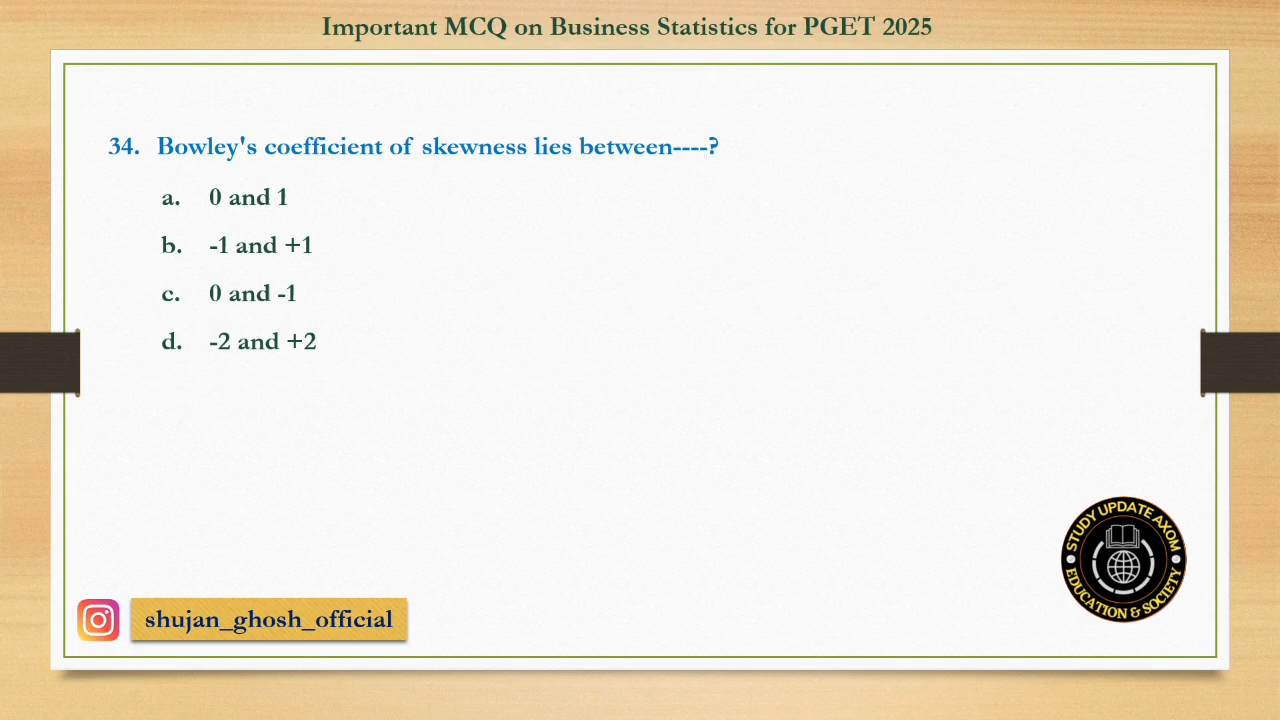 Important MCQ on Business Statistics for PGET 2025
34. Bowley's coefficient of skewness lies between----?
a. 0 and 1
b. -1 and +1
c. 0 and -1
d. -2 and +2
STUDY UPDATE AXOM
EDUCATION & SOCIETY
shujan_ghosh_official